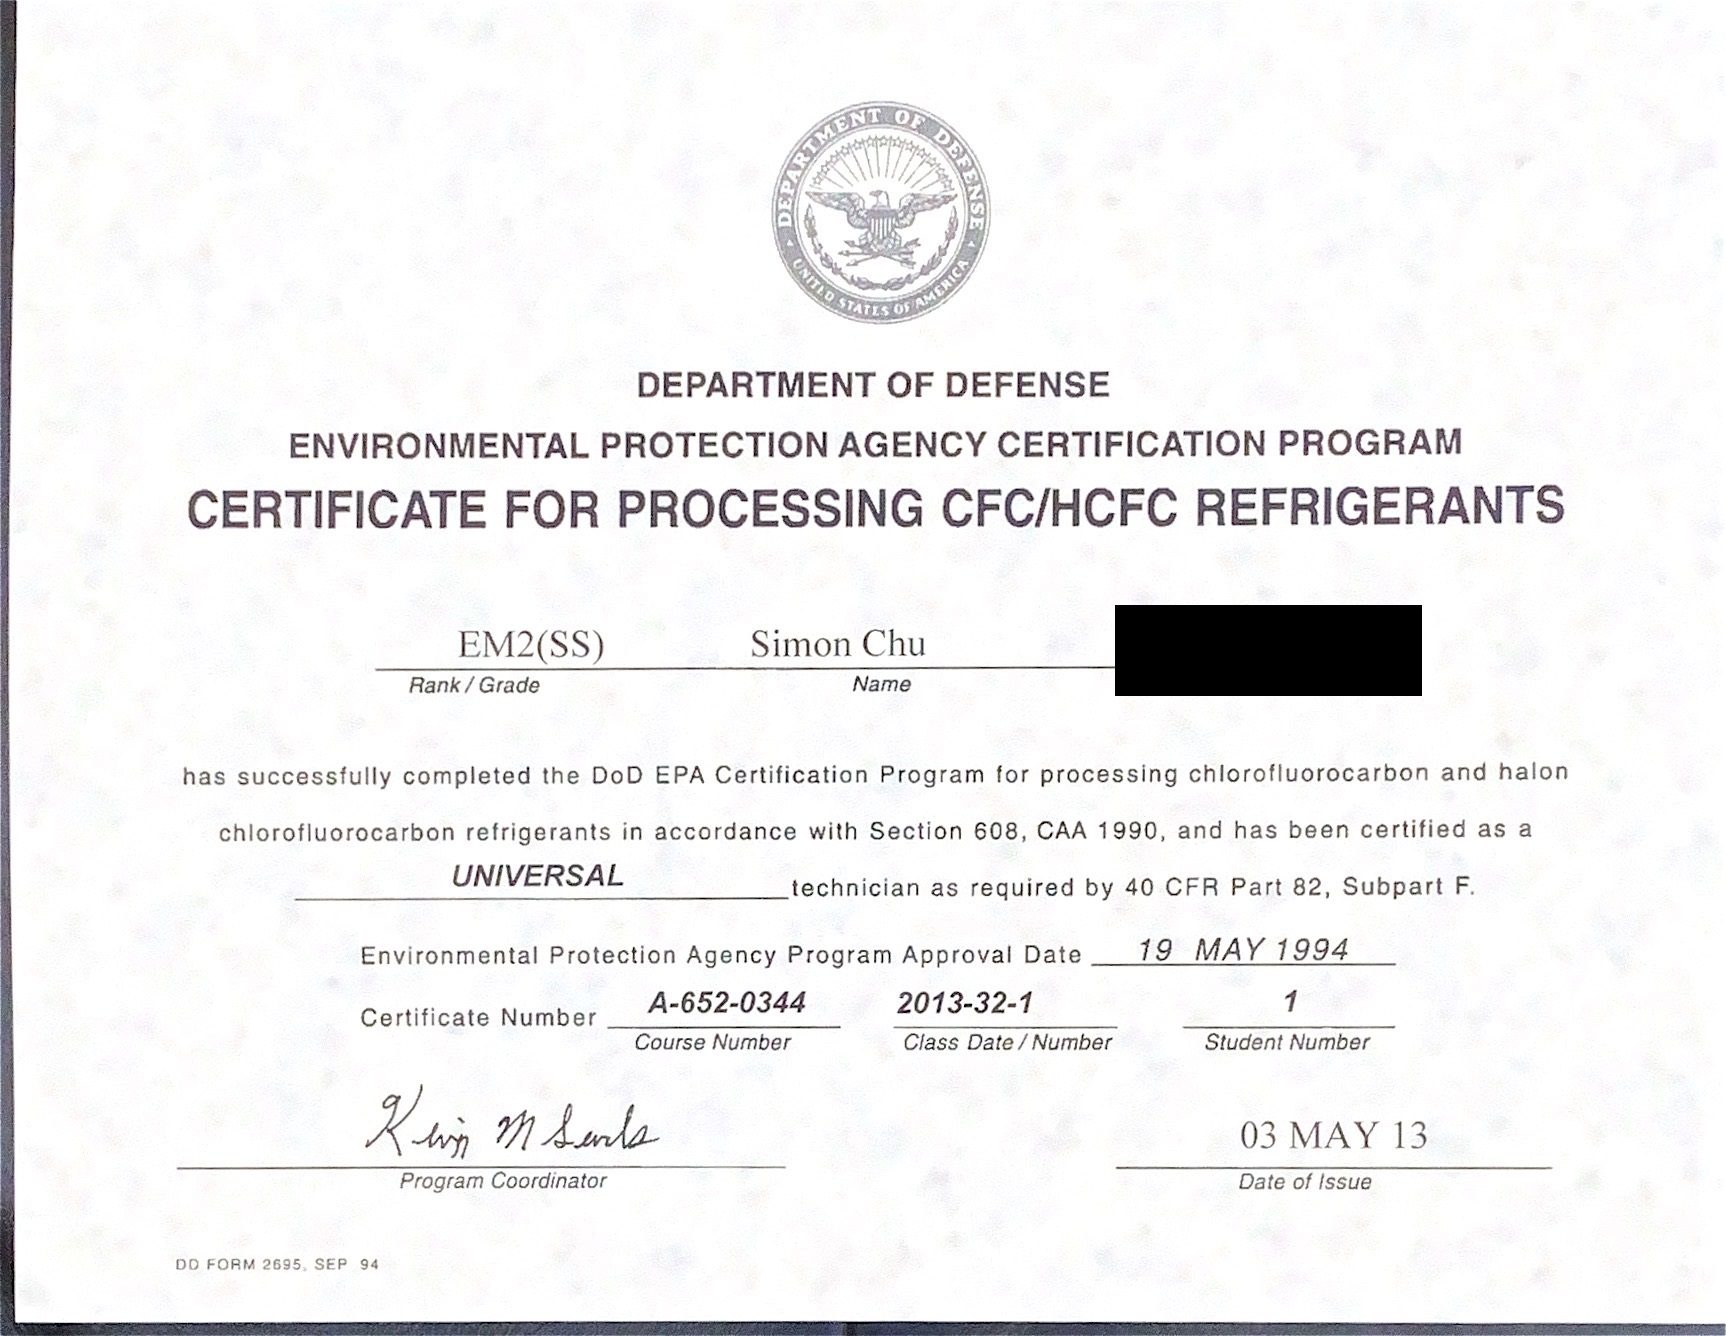 DEPARTMENT OF DEFENSE
UNITED STATES OF AMERICA
DEPARTMENT OF DEFENSE
ENVIRONMENTAL PROTECTION AGENCY CERTIFICATION PROGRAM
CERTIFICATE FOR PROCESSING CFC/HCFC REFRIGERANTS
EM2(SS) Simon Chu
Rank / Grade Name
has successfully completed the DoD EPA Certification Program for processing chlorofluorocarbon and halon
chlorofluorocarbon refrigerants in accordance with Section 608, CAA 1990, and has been certified as a
UNIVERSAL technician as required by 40 CFR Part 82, Subpart F.
Environmental Protection Agency Program Approval Date 19 MAY 1994
Certificate Number A-652-0344 2013-32-1 1
Course Number Class Date / Number Student Number
M
03 MAY 13
Program Coordinator Date of Issue
DD FORM 2695, SEP 94